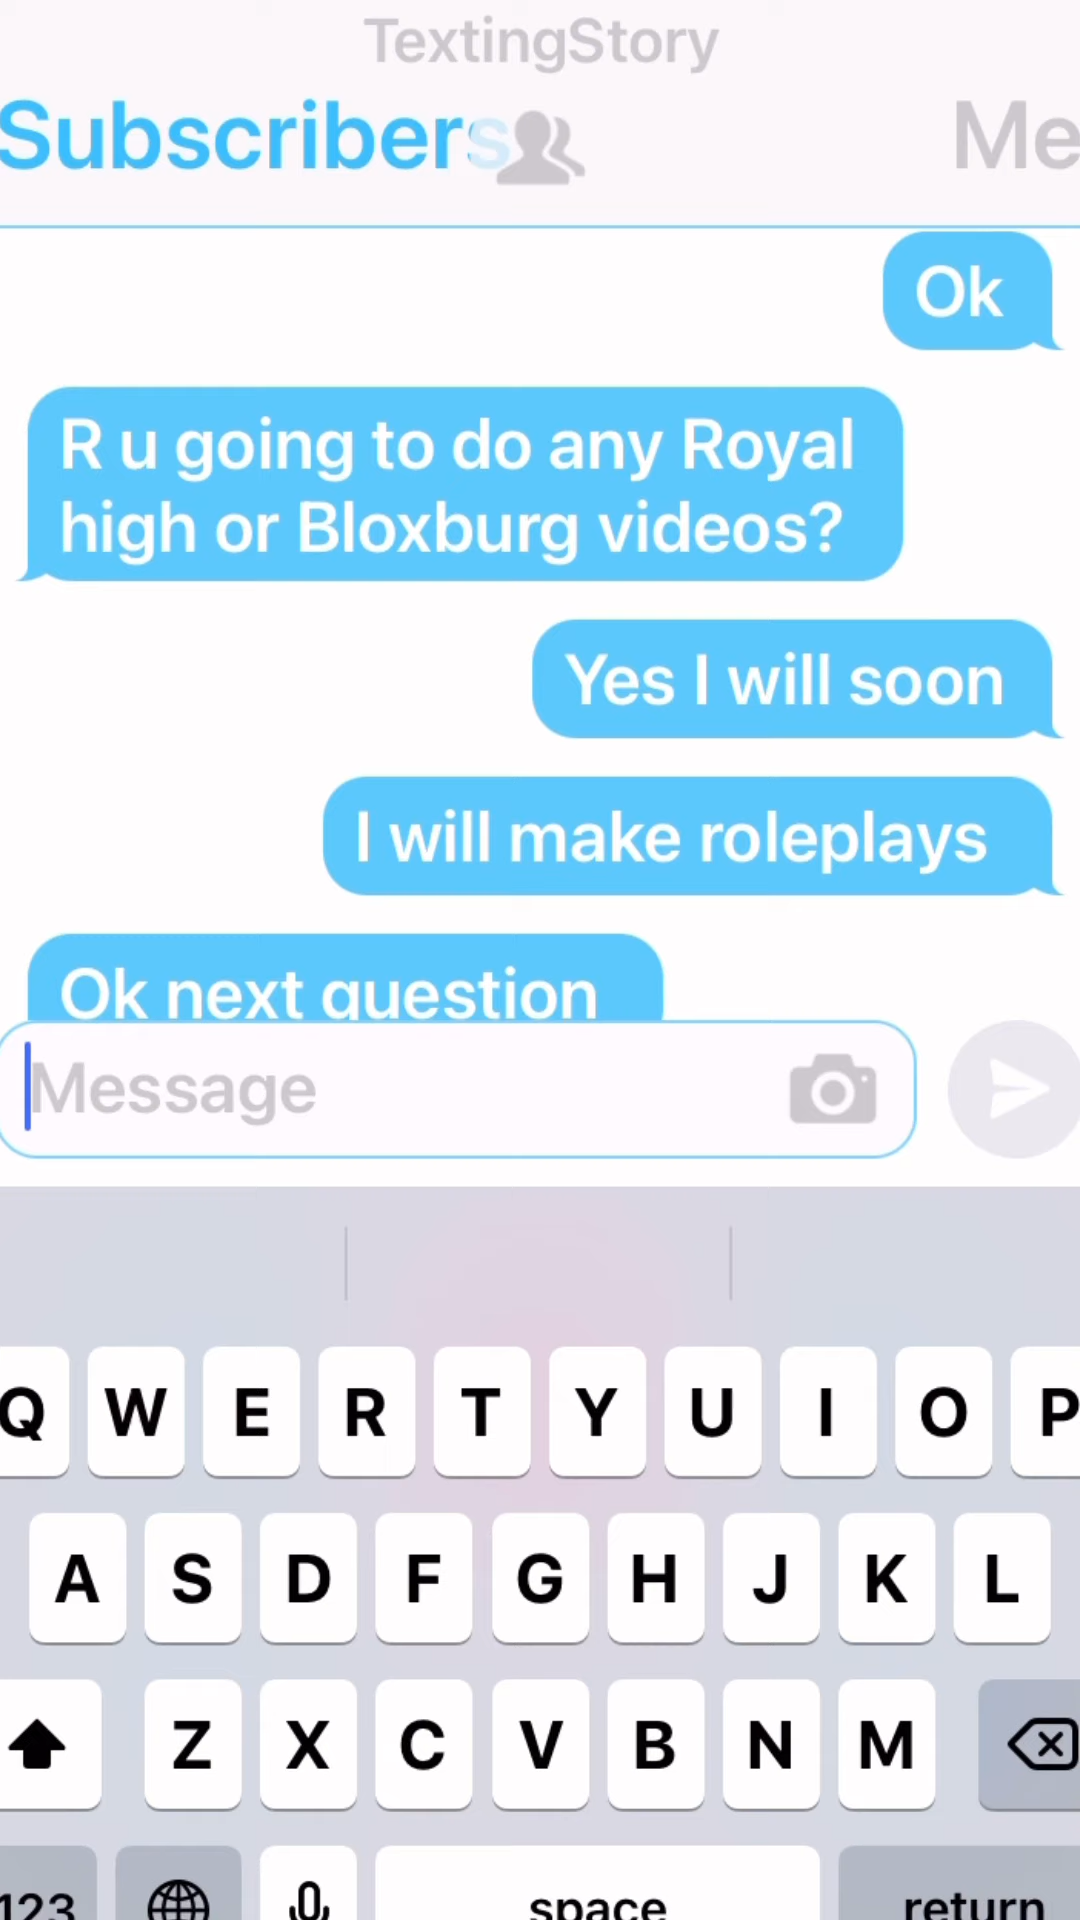 TextingStory
Subscribers Me
Ok
R u going to do any Royal
high or Bloxburg videos?
Yes I will soon
I will make roleplays
Ok next question
Message
Q W E R T Y U I O P
A S D F G H J K L
Z X C V B N M
123 space return